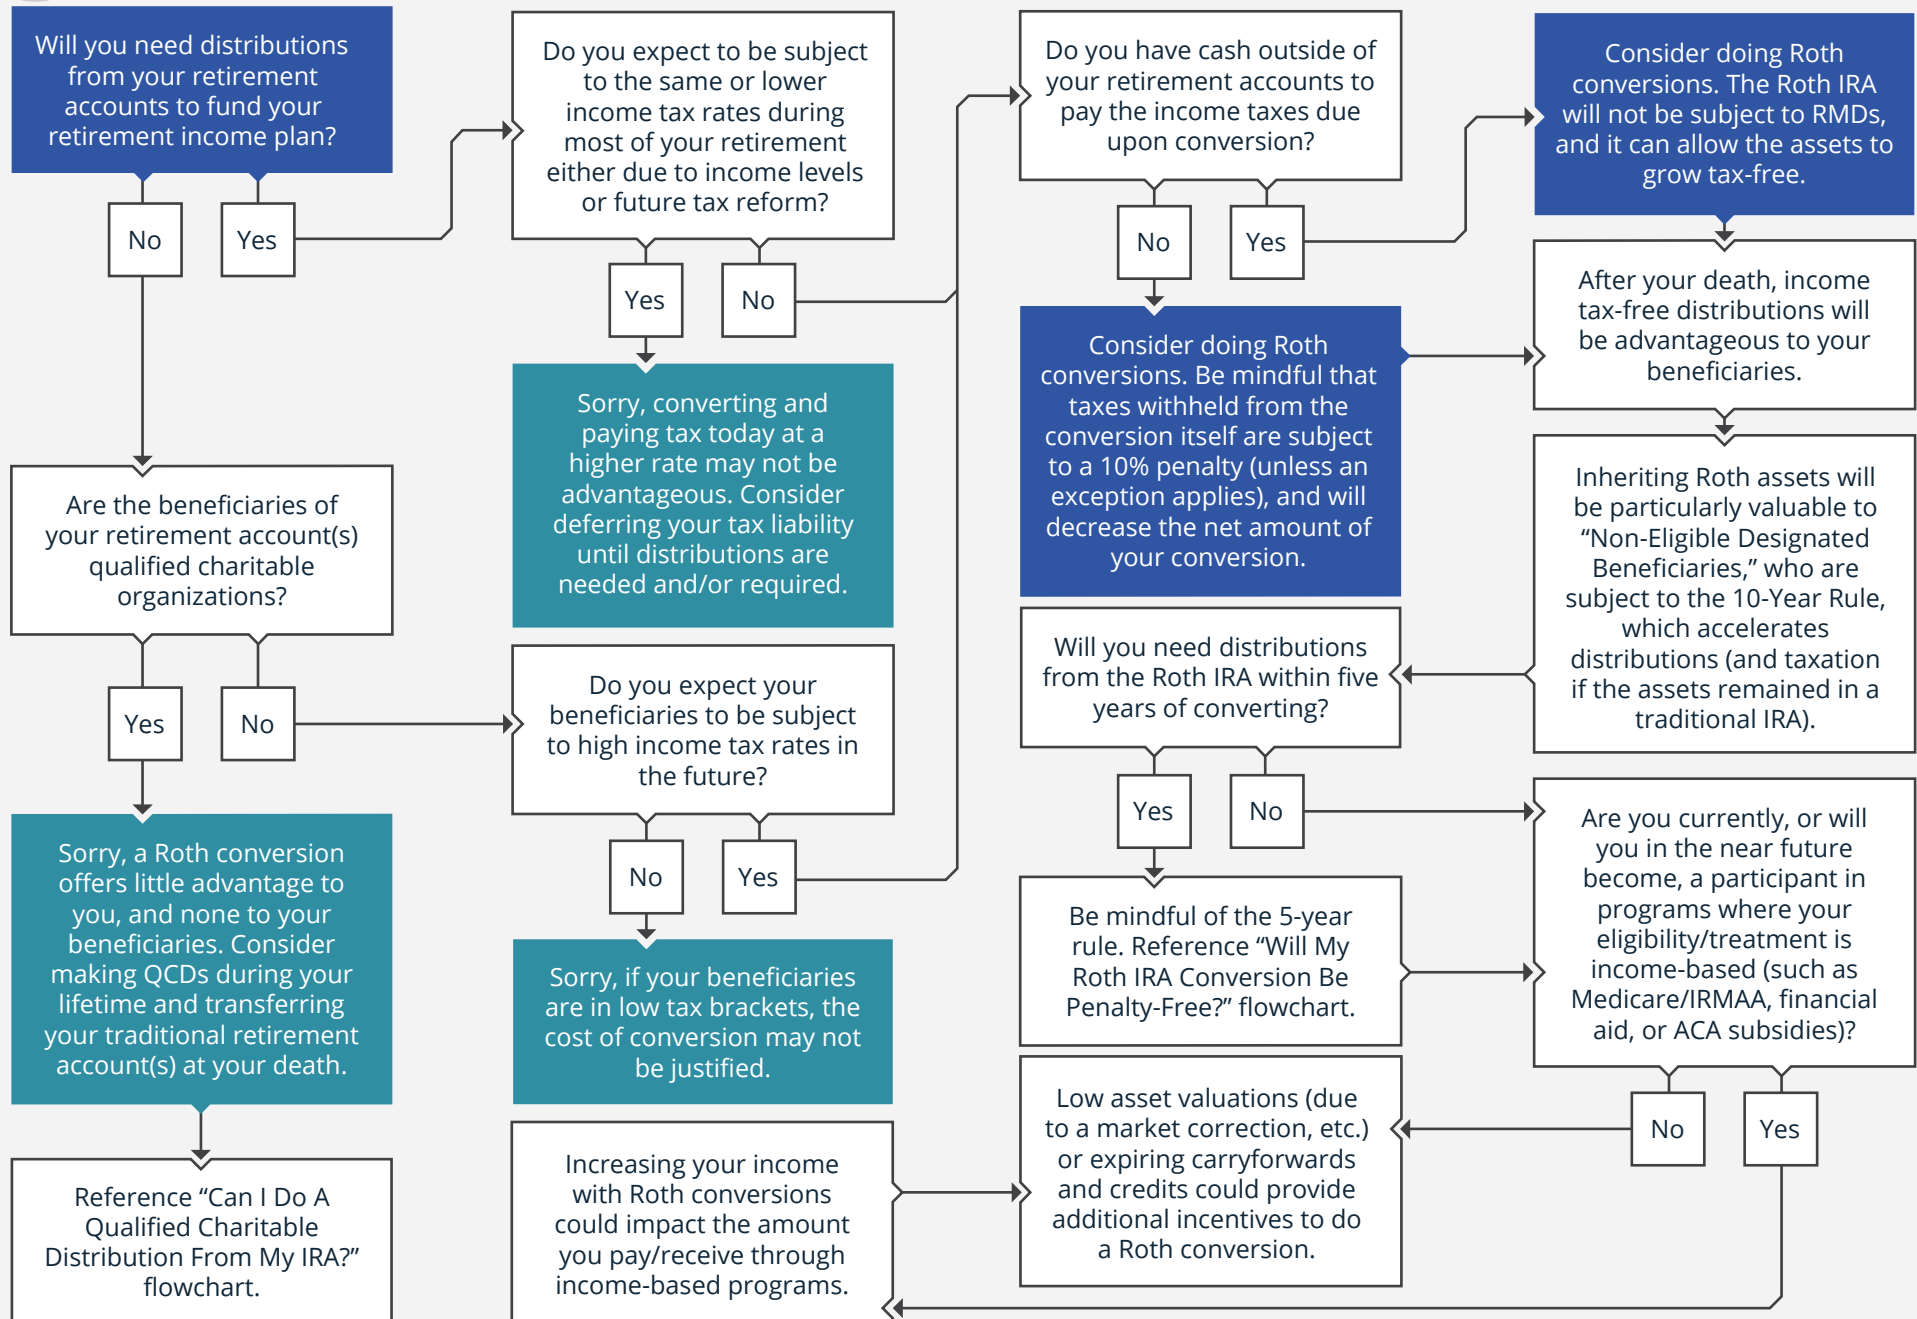 Will you need distributions
from your retirement
accounts to fund your
retirement income plan?
No
Yes
Do you expect to be subject
to the same or lower
income tax rates during
most of your retirement
either due to income levels
or future tax reform?
Yes
No
Sorry, converting and
paying tax today at a
higher rate may not be
advantageous. Consider
deferring your tax liability
until distributions are
needed and/or required.
Are the beneficiaries of
your retirement account(s)
qualified charitable
organizations?
Yes
No
Sorry, a Roth conversion
offers little advantage to
you, and none to your
beneficiaries. Consider
making QCDs during your
lifetime and transferring
your traditional retirement
account(s) at your death.
Reference “Can I Do A
Qualified Charitable
Distribution From My IRA?”
flowchart.
Do you expect your
beneficiaries to be subject
to high income tax rates in
the future?
No
Yes
Sorry, if your beneficiaries
are in low tax brackets, the
cost of conversion may not
be justified.
Do you have cash outside of
your retirement accounts to
pay the income taxes due
upon conversion?
No
Yes
Consider doing Roth
conversions. Be mindful that
taxes withheld from the
conversion itself are subject
to a 10% penalty (unless an
exception applies), and will
decrease the net amount of
your conversion.
Consider doing Roth
conversions. The Roth IRA
will not be subject to RMDs,
and it can allow the assets to
grow tax-free.
After your death, income
tax-free distributions will
be advantageous to your
beneficiaries.
Inheriting Roth assets will
be particularly valuable to
“Non-Eligible Designated
Beneficiaries,” who are
subject to the 10-Year Rule,
which accelerates
distributions (and taxation
if the assets remained in a
traditional IRA).
Will you need distributions
from the Roth IRA within five
years of converting?
Yes
No
Be mindful of the 5-year
rule. Reference “Will My
Roth IRA Conversion Be
Penalty-Free?” flowchart.
Are you currently, or will
you in the near future
become, a participant in
programs where your
eligibility/treatment is
income-based (such as
Medicare/IRMAA, financial
aid, or ACA subsidies)?
No
Yes
Increasing your income
with Roth conversions
could impact the amount
you pay/receive through
income-based programs.
Low asset valuations (due
to a market correction, etc.)
or expiring carryforwards
and credits could provide
additional incentives to do
a Roth conversion.